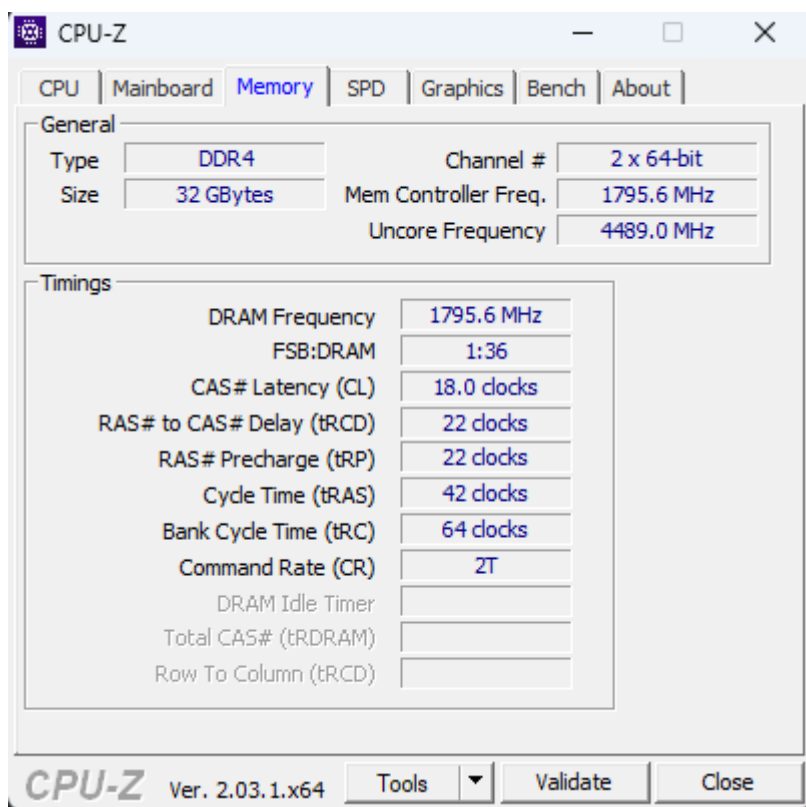 CPU-Z
CPU Mainboard Memory SPD Graphics Bench About
General
Type DDR4 Channel # 2 x 64-bit
Size 32 GBytes Mem Controller Freq. 1795.6 MHz
Uncore Frequency 4489.0 MHz
Timings
DRAM Frequency 1795.6 MHz
FSB:DRAM 1:36
CAS# Latency (CL) 18.0 clocks
RAS# to CAS# Delay (tRCD) 22 clocks
RAS# Precharge (tRP) 22 clocks
Cycle Time (tRAS) 42 clocks
Bank Cycle Time (tRC) 64 clocks
Command Rate (CR) 2T
DRAM Idle Timer
Total CAS# (tRDRAM)
Row To Column (tRCD)
CPU-Z Ver. 2.03.1.x64 Tools Validate Close